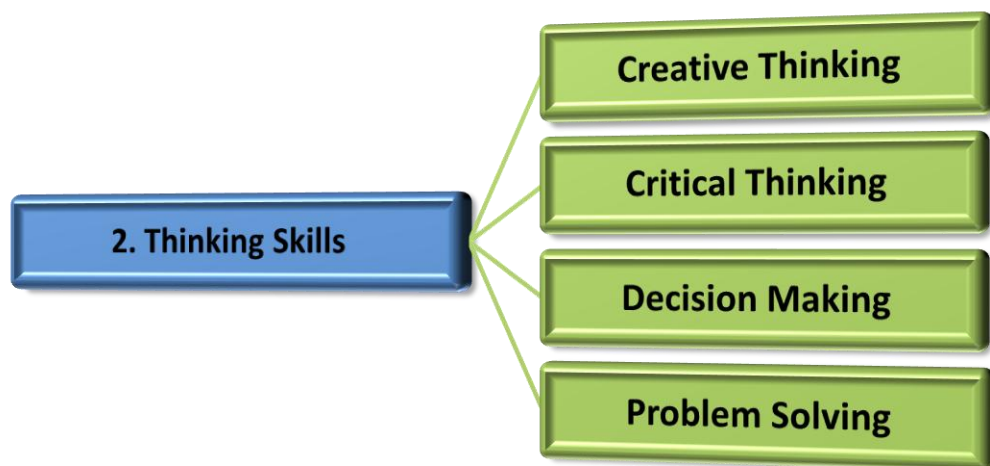 2. Thinking Skills
Creative Thinking
Critical Thinking
Decision Making
Problem Solving